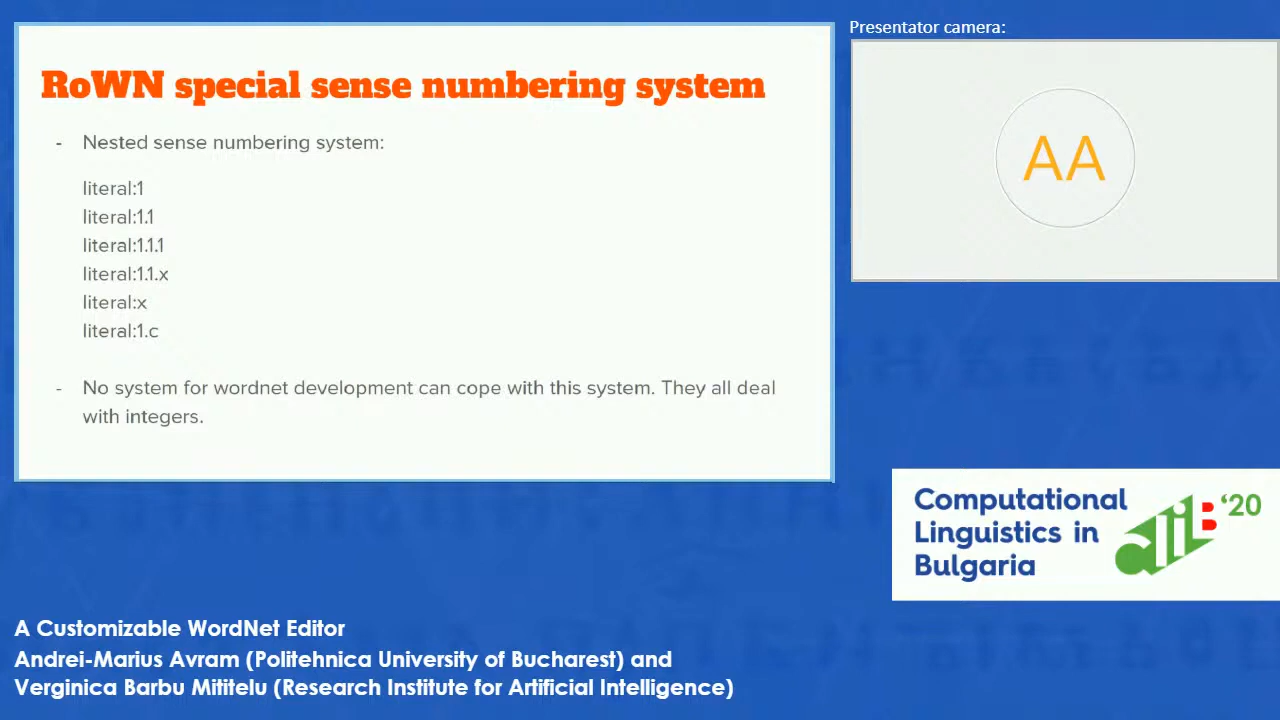 RoWN special sense numbering system
- Nested sense numbering system:
literal:1
literal:1.1
literal:1.1.1
literal:1.1.x
literal:x
literal:1.c
- No system for wordnet development can cope with this system. They all deal
with integers.
Presentator camera:
AA
Computational
Linguistics in
Bulgaria
cliB '20
A Customizable WordNet Editor
Andrei-Marius Avram (Politehnica University of Bucharest) and
Verginica Barbu Mititelu (Research Institute for Artificial Intelligence)